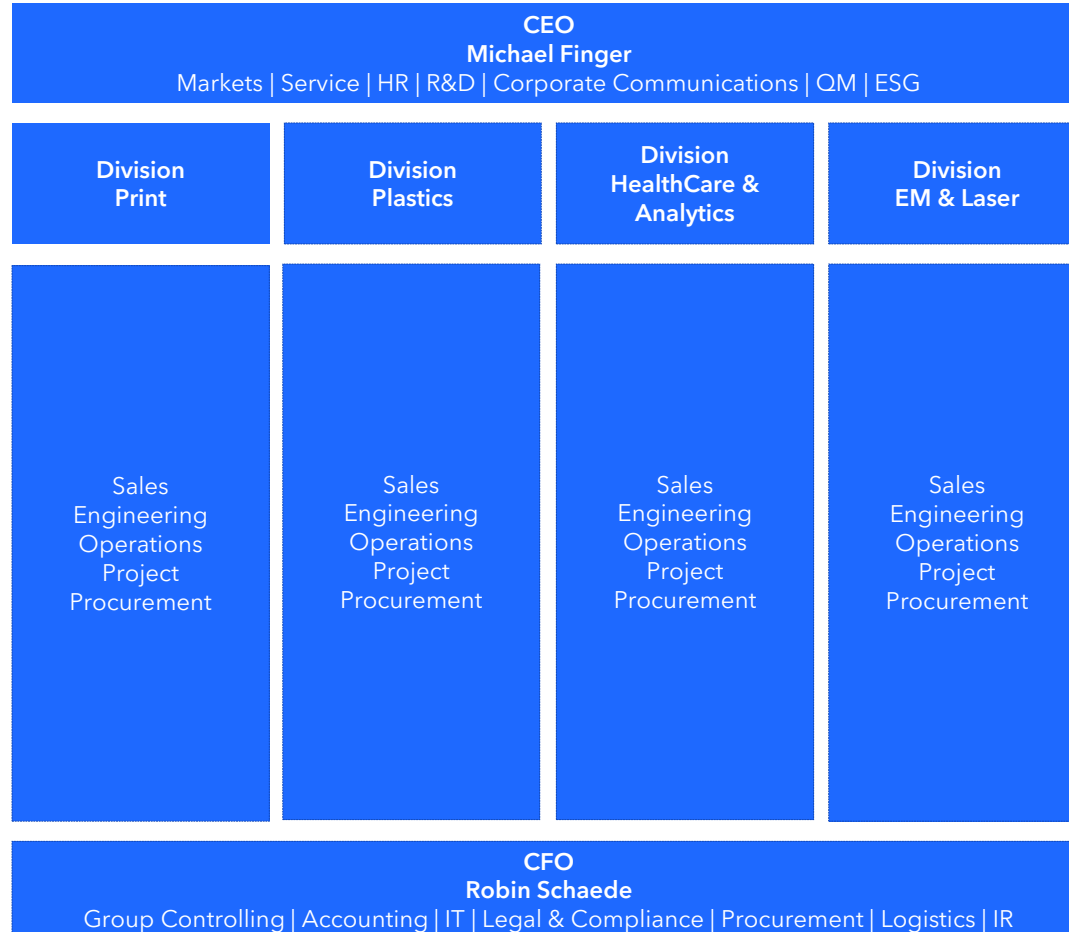 CEO
Michael Finger
Markets | Service | HR | R&D | Corporate Communications | QM | ESG
Division
Print
Division
Plastics
Division
HealthCare &
Analytics
Division
EM & Laser
Sales
Engineering
Operations
Project
Procurement
Sales
Engineering
Operations
Project
Procurement
Sales
Engineering
Operations
Project
Procurement
Sales
Engineering
Operations
Project
Procurement
CFO
Robin Schaede
Group Controlling | Accounting | IT | Legal & Compliance | Procurement | Logistics | IR